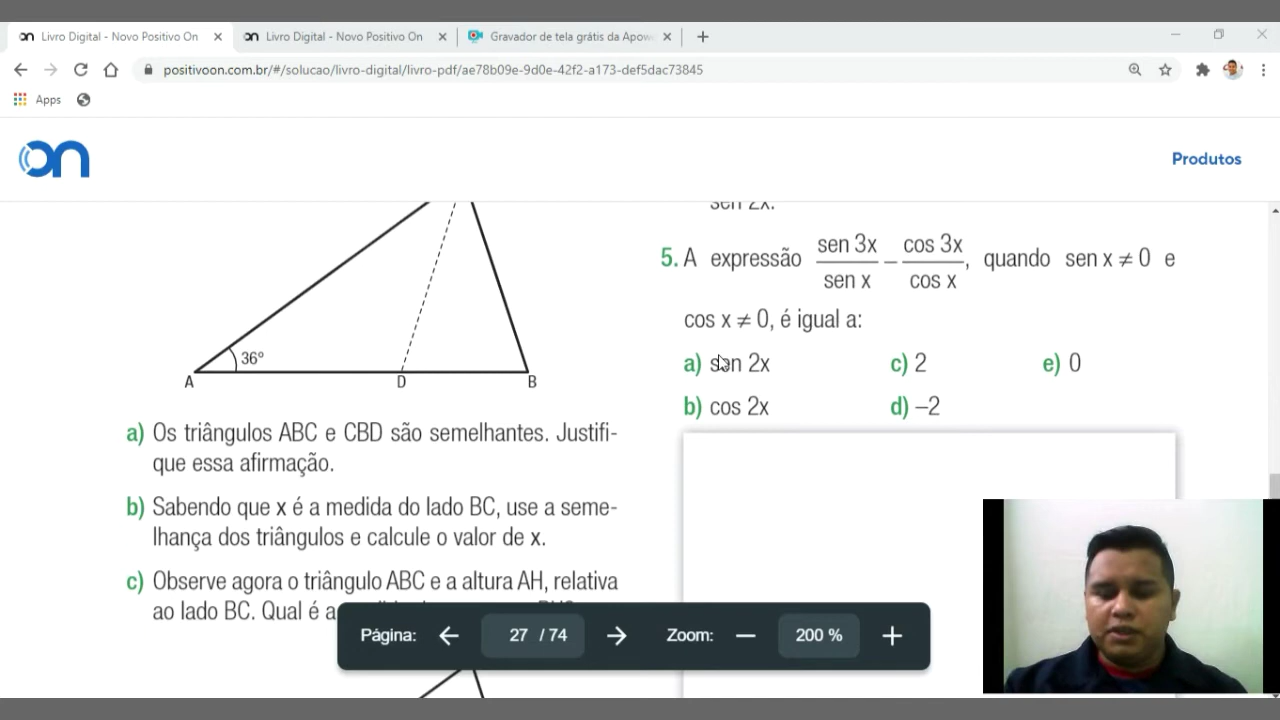 Livro Digital - Novo Positivo On
Livro Digital - Novo Positivo On
Gravador de tela grátis da Apow
positivoon.com.br/#/solucao/livro-digital/livro-pdf/ae78b09e-9d0e-42f2-a173-def5dac73845
Apps
on
Produtos
36º
A D B
a) Os triângulos ABC e CBD são semelhantes. Justifi-
que essa afirmação.
b) Sabendo que x é a medida do lado BC, use a seme-
lhança dos triângulos e calcule o valor de x.
c) Observe agora o triângulo ABC e a altura AH, relativa
ao lado BC. Qual é a
sen 2x.
5. A expressão sen 3x/sen x – cos 3x/cos x, quando sen x ≠ 0 e
cos x ≠ 0, é igual a:
a) sen 2x c) 2 e) 0
b) cos 2x d) –2
Página: 27 / 74 Zoom: 200 %